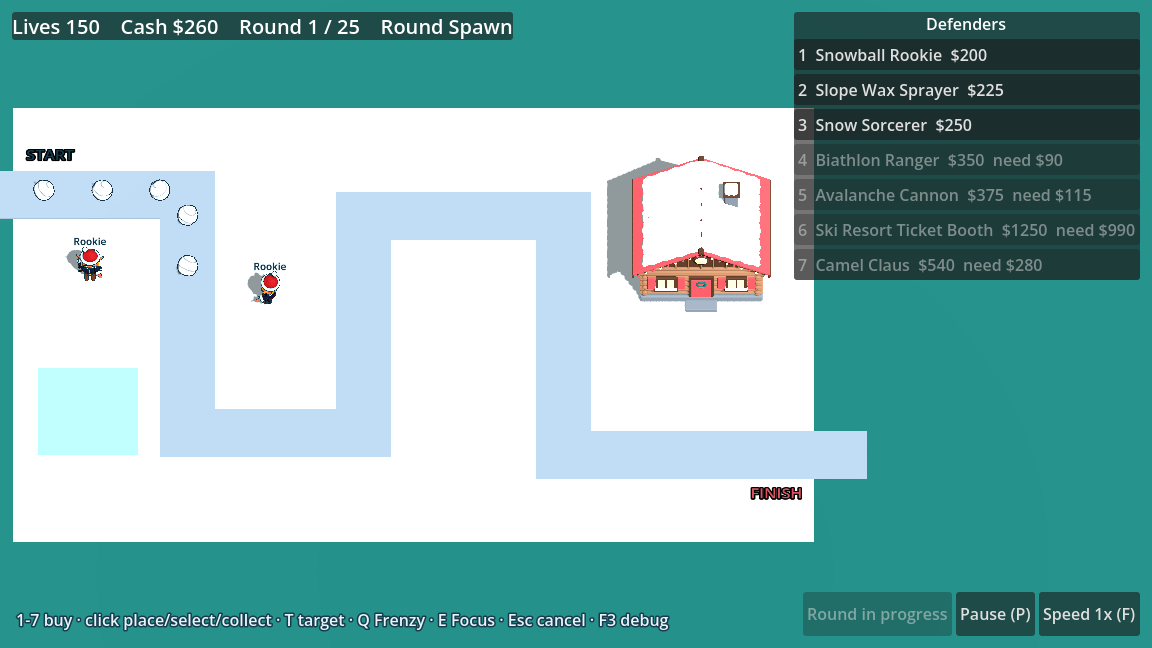 Lives 150 Cash $260 Round 1 / 25 Round Spawn
Defenders
1 Snowball Rookie $200
2 Slope Wax Sprayer $225
3 Snow Sorcerer $250
4 Biathlon Ranger $350 need $90
5 Avalanche Cannon $375 need $115
6 Ski Resort Ticket Booth $1250 need $990
7 Camel Claus $540 need $280
START
Rookie
Rookie
FINISH
1-7 buy · click place/select/collect · T target · Q Frenzy · E Focus · Esc cancel · F3 debug
Round in progress
Pause (P)
Speed 1x (F)